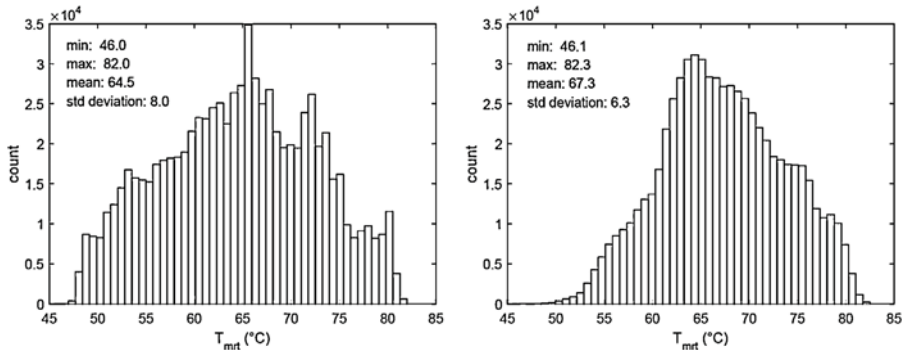 ×10⁴
3.5
3
2.5
2
1.5
1
0.5
0
count
min: 46.0
max: 82.0
mean: 64.5
std deviation: 8.0
45 50 55 60 65 70 75 80 85
Tmrt (°C)
×10⁴
3.5
3
2.5
2
1.5
1
0.5
0
count
min: 46.1
max: 82.3
mean: 67.3
std deviation: 6.3
45 50 55 60 65 70 75 80 85
Tmrt (°C)